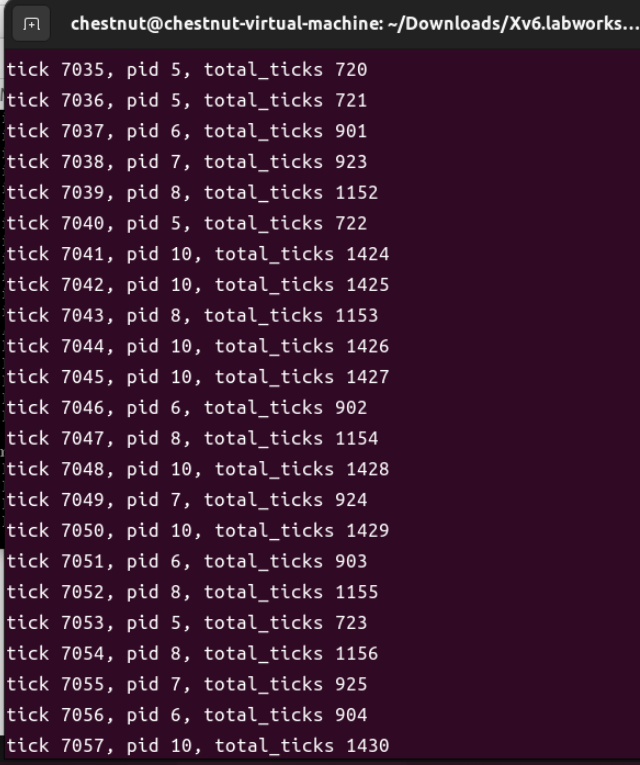 chestnut@chestnut-virtual-machine: ~/Downloads/Xv6.labworks...
tick 7035, pid 5, total_ticks 720
tick 7036, pid 5, total_ticks 721
tick 7037, pid 6, total_ticks 901
tick 7038, pid 7, total_ticks 923
tick 7039, pid 8, total_ticks 1152
tick 7040, pid 5, total_ticks 722
tick 7041, pid 10, total_ticks 1424
tick 7042, pid 10, total_ticks 1425
tick 7043, pid 8, total_ticks 1153
tick 7044, pid 10, total_ticks 1426
tick 7045, pid 10, total_ticks 1427
tick 7046, pid 6, total_ticks 902
tick 7047, pid 8, total_ticks 1154
tick 7048, pid 10, total_ticks 1428
tick 7049, pid 7, total_ticks 924
tick 7050, pid 10, total_ticks 1429
tick 7051, pid 6, total_ticks 903
tick 7052, pid 8, total_ticks 1155
tick 7053, pid 5, total_ticks 723
tick 7054, pid 8, total_ticks 1156
tick 7055, pid 7, total_ticks 925
tick 7056, pid 6, total_ticks 904
tick 7057, pid 10, total_ticks 1430